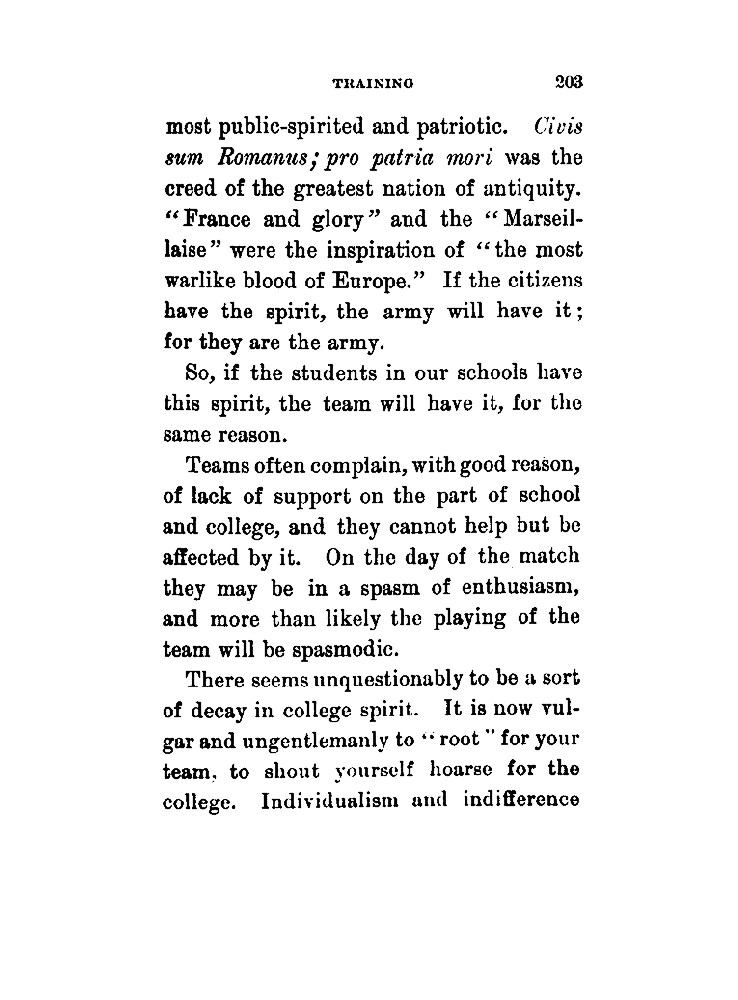 TRAINING 203
most public-spirited and patriotic. Civis
sum Romanus; pro patria mori was the
creed of the greatest nation of antiquity.
“France and glory” and the “Marseil-
laise” were the inspiration of “the most
warlike blood of Europe.” If the citizens
have the spirit, the army will have it;
for they are the army.
So, if the students in our schools have
this spirit, the team will have it, for the
same reason.
Teams often complain, with good reason,
of lack of support on the part of school
and college, and they cannot help but be
affected by it. On the day of the match
they may be in a spasm of enthusiasm,
and more than likely the playing of the
team will be spasmodic.
There seems unquestionably to be a sort
of decay in college spirit. It is now vul-
gar and ungentlemanly to “root” for your
team, to shout yourself hoarse for the
college. Individualism and indifference